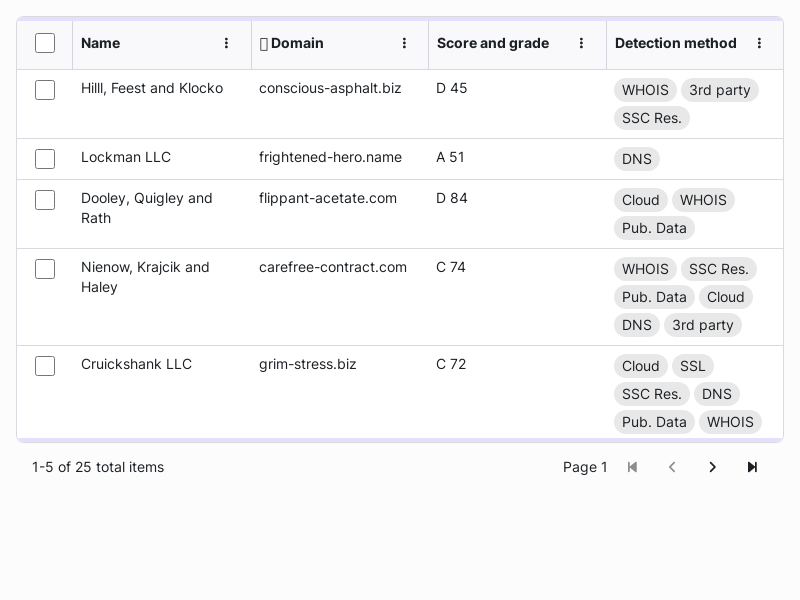 Name Domain Score and grade Detection method
Hilll, Feest and Klocko conscious-asphalt.biz D 45 WHOIS 3rd party
SSC Res.
Lockman LLC frightened-hero.name A 51 DNS
Dooley, Quigley and flippant-acetate.com D 84 Cloud WHOIS
Rath Pub. Data
Nienow, Krajcik and carefree-contract.com C 74 WHOIS SSC Res.
Haley Pub. Data Cloud
DNS 3rd party
Cruickshank LLC grim-stress.biz C 72 Cloud SSL
SSC Res. DNS
Pub. Data WHOIS
1-5 of 25 total items Page 1